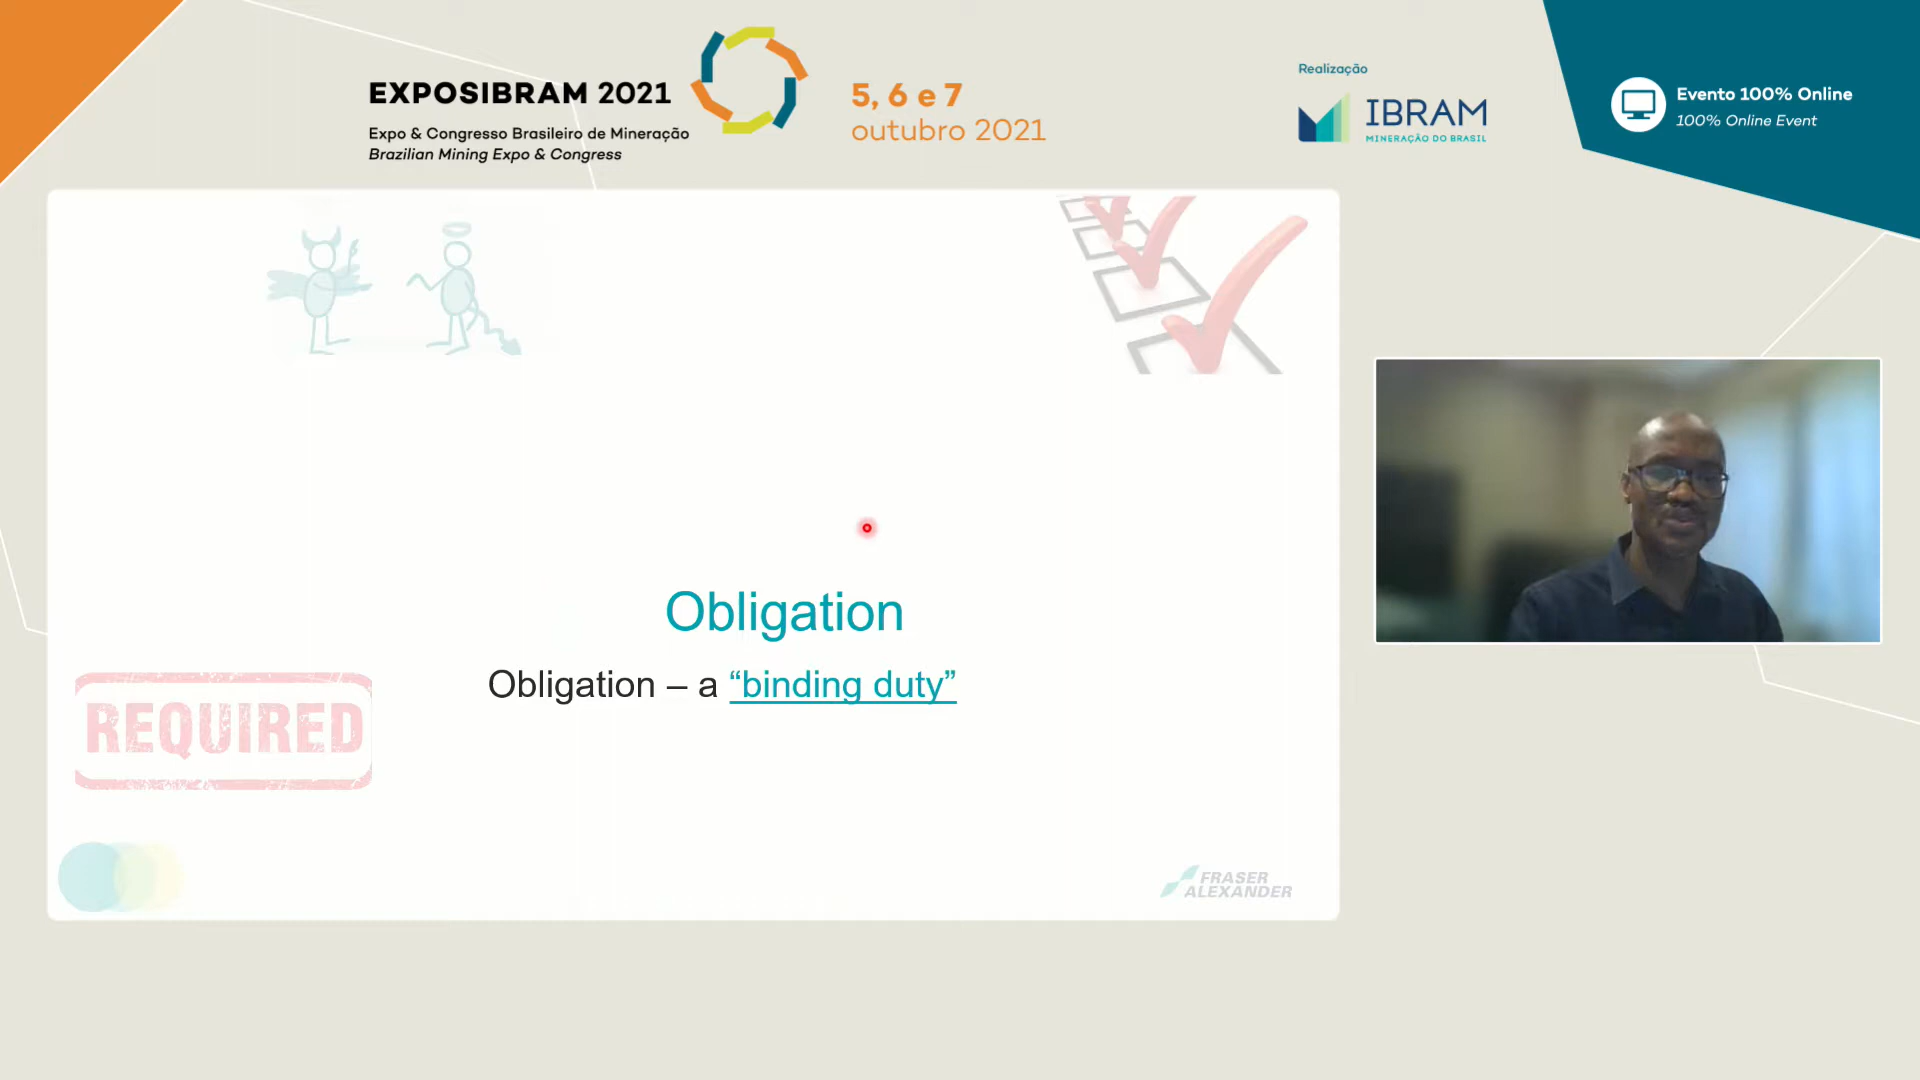 EXPOSIBRAM 2021
Expo & Congresso Brasileiro de Mineração
Brazilian Mining Expo & Congress
5, 6 e 7
outubro 2021
Realização
IBRAM
MINERAÇÃO DO BRASIL
Evento 100% Online
100% Online Event
Obligation
Obligation – a “binding duty”
REQUIRED
FRASER
ALEXANDER